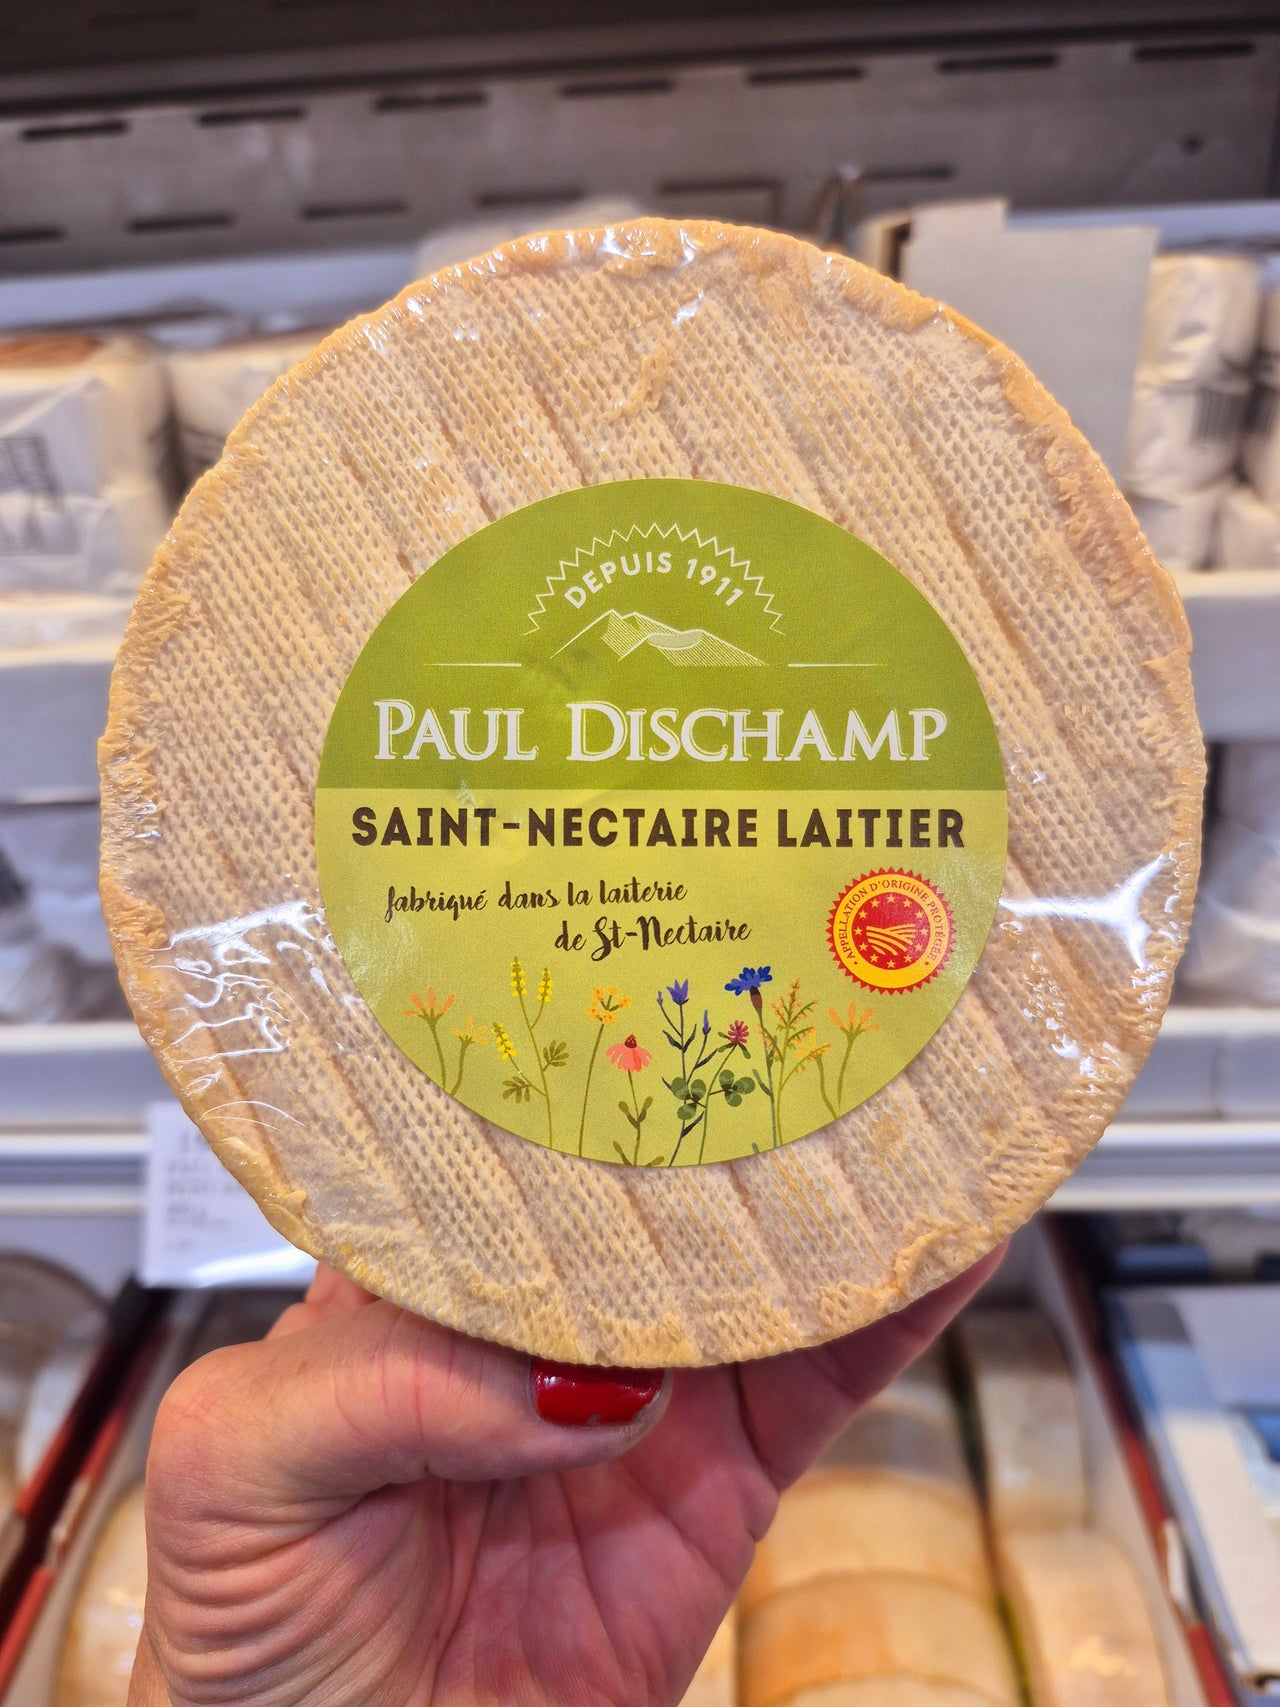 DEPUIS 1911
PAUL DISCHAMP
SAINT-NECTAIRE LAITIER
fabriqué dans la laiterie
de St-Nectaire
APPELLATION D'ORIGINE PROTÉGÉE